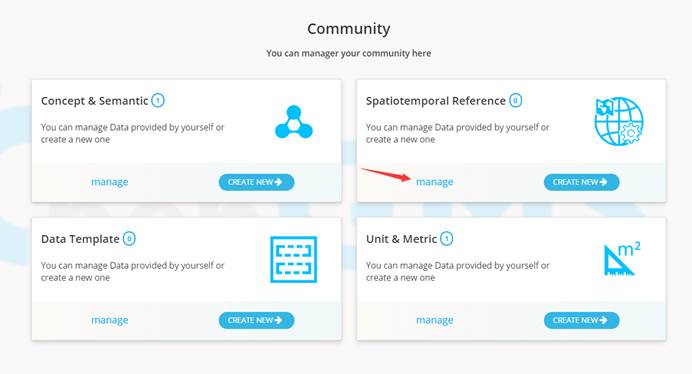 Community
You can manager your community here
Concept & Semantic 1
You can manage Data provided by yourself or
create a new one
manage
CREATE NEW
Spatiotemporal Reference 0
You can manage Data provided by yourself or
create a new one
manage
CREATE NEW
Data Template 0
You can manage Data provided by yourself or
create a new one
manage
CREATE NEW
Unit & Metric 1
m²
You can manage Data provided by yourself or
create a new one
manage
CREATE NEW